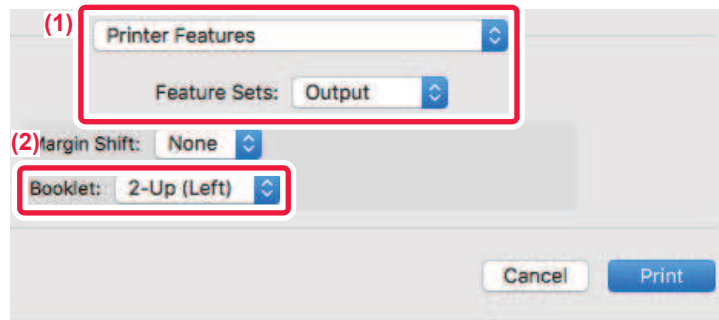 (1)
Printer Features
Feature Sets: Output
(2)
Margin Shift: None
Booklet: 2-Up (Left)
Cancel Print